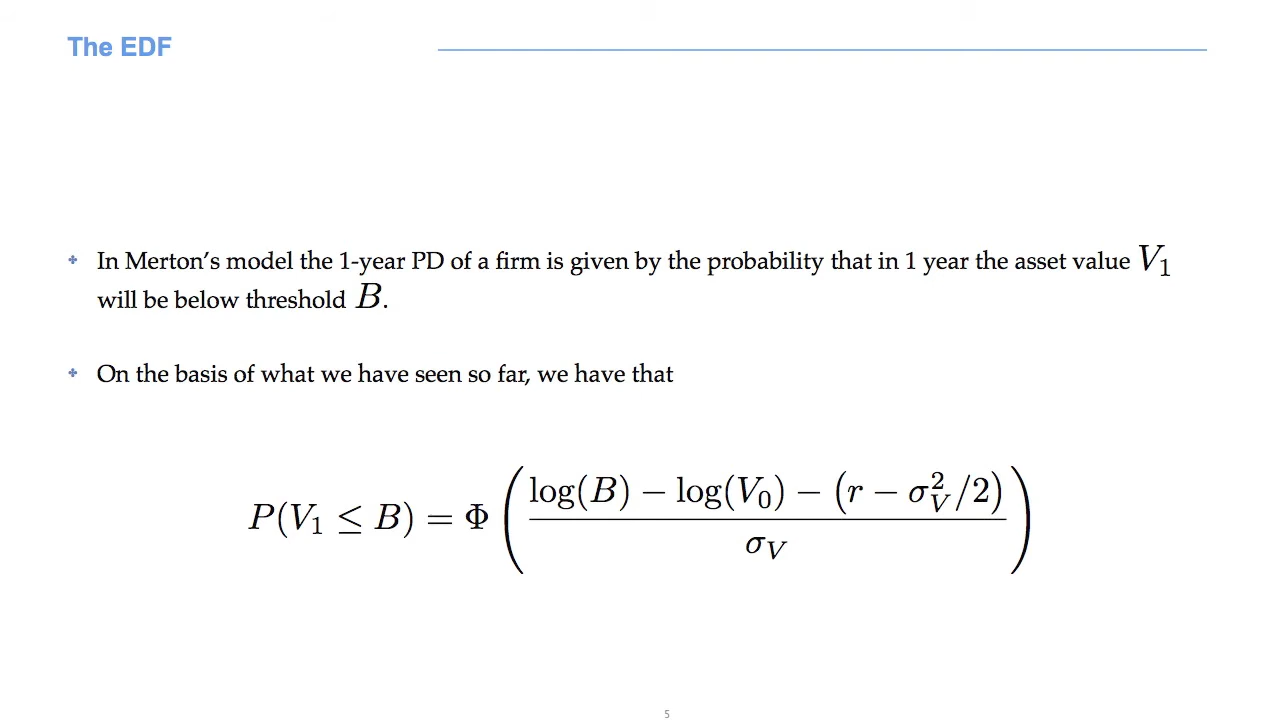 The EDF
In Merton's model the 1-year PD of a firm is given by the probability that in 1 year the asset value V₁
will be below threshold B.
On the basis of what we have seen so far, we have that
P(V₁ ≤ B) = Φ( (log(B) − log(V₀) − (r − σ_V²/2)) / σ_V )
5